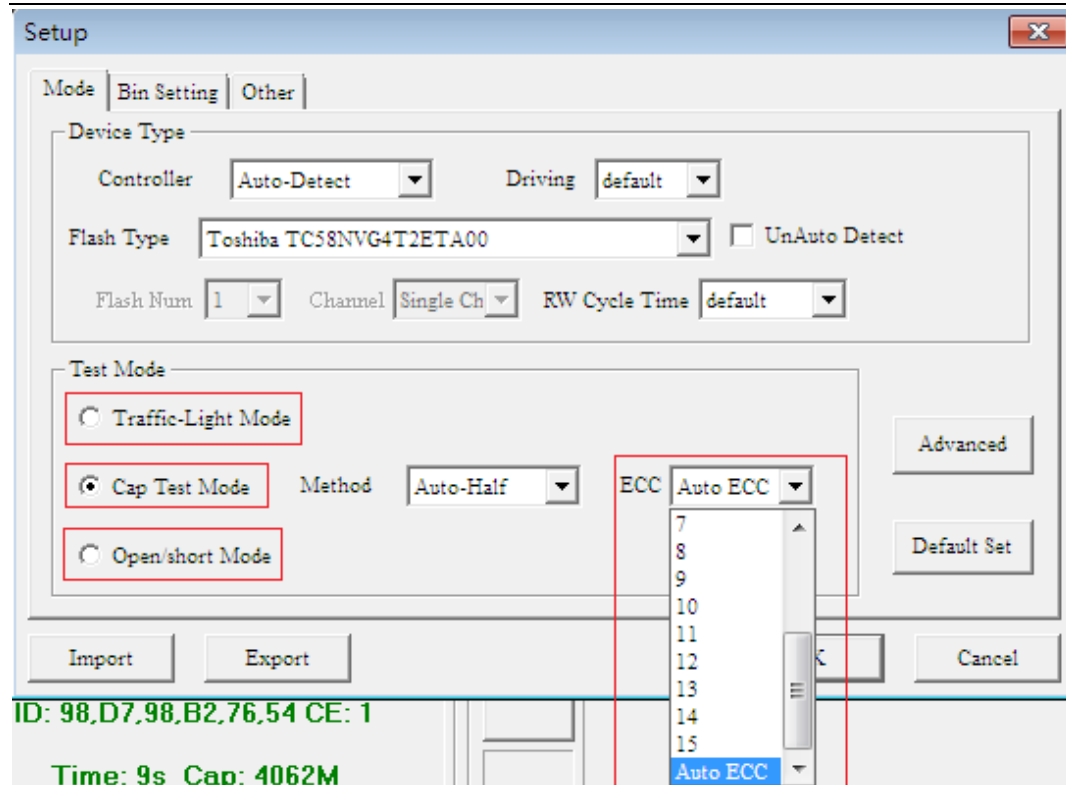 Setup
Mode Bin Setting Other
Device Type
Controller Auto-Detect Driving default
Flash Type Toshiba TC58NVG4T2ETA00 UnAuto Detect
Flash Num 1 Channel Single Ch RW Cycle Time default
Test Mode
Traffic-Light Mode
Advanced
Cap Test Mode Method Auto-Half ECC Auto ECC
7
8
Open/short Mode Default Set
9
10
11
12
13
14
15
Auto ECC
Import Export Cancel
ID: 98,D7,98,B2,76,54 CE: 1
Time: 9s Cap: 4062M